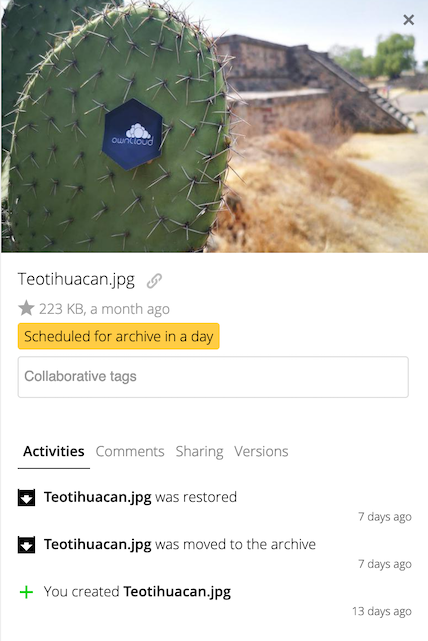 ownCloud
Teotihuacan.jpg
223 KB, a month ago
Scheduled for archive in a day
Collaborative tags
Activities Comments Sharing Versions
Teotihuacan.jpg was restored
7 days ago
Teotihuacan.jpg was moved to the archive
7 days ago
You created Teotihuacan.jpg
13 days ago